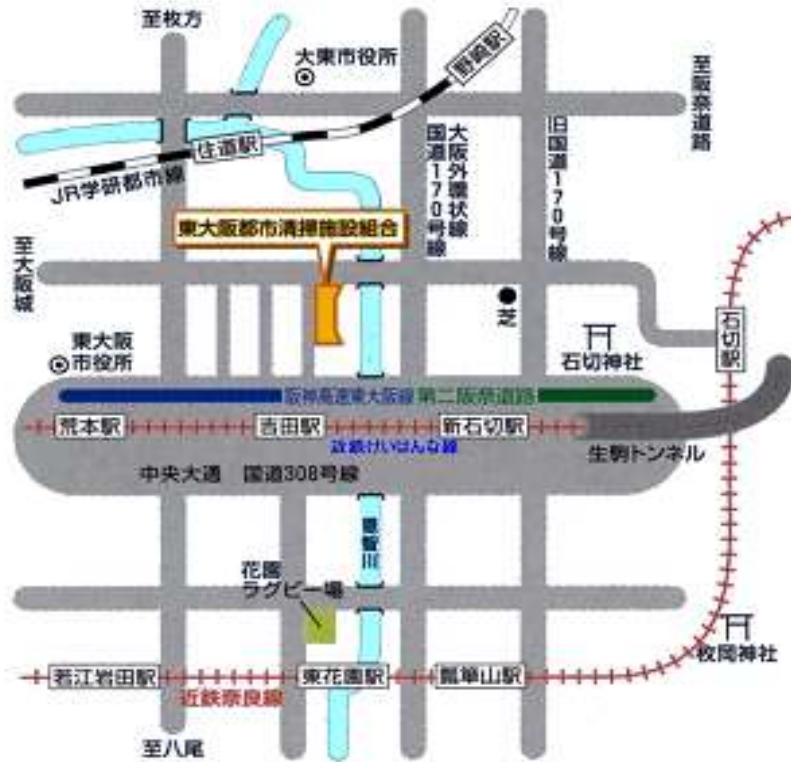 至枚方
大東市役所
野崎駅
至阪奈道路
住道駅
JR学研都市線
大阪外環状線
国道170号線
旧国道170号線
東大阪都市清掃施設組合
至大阪城
芝
石切駅
石切神社
東大阪
市役所
阪神高速東大阪線
第二阪奈道路
荒本駅
吉田駅
新石切駅
近鉄けいはんな線
生駒トンネル
中央大通 国道308号線
恩智川
花園
ラグビー場
枚岡神社
若江岩田駅
東花園駅
瓢箪山駅
近鉄奈良線
至八尾